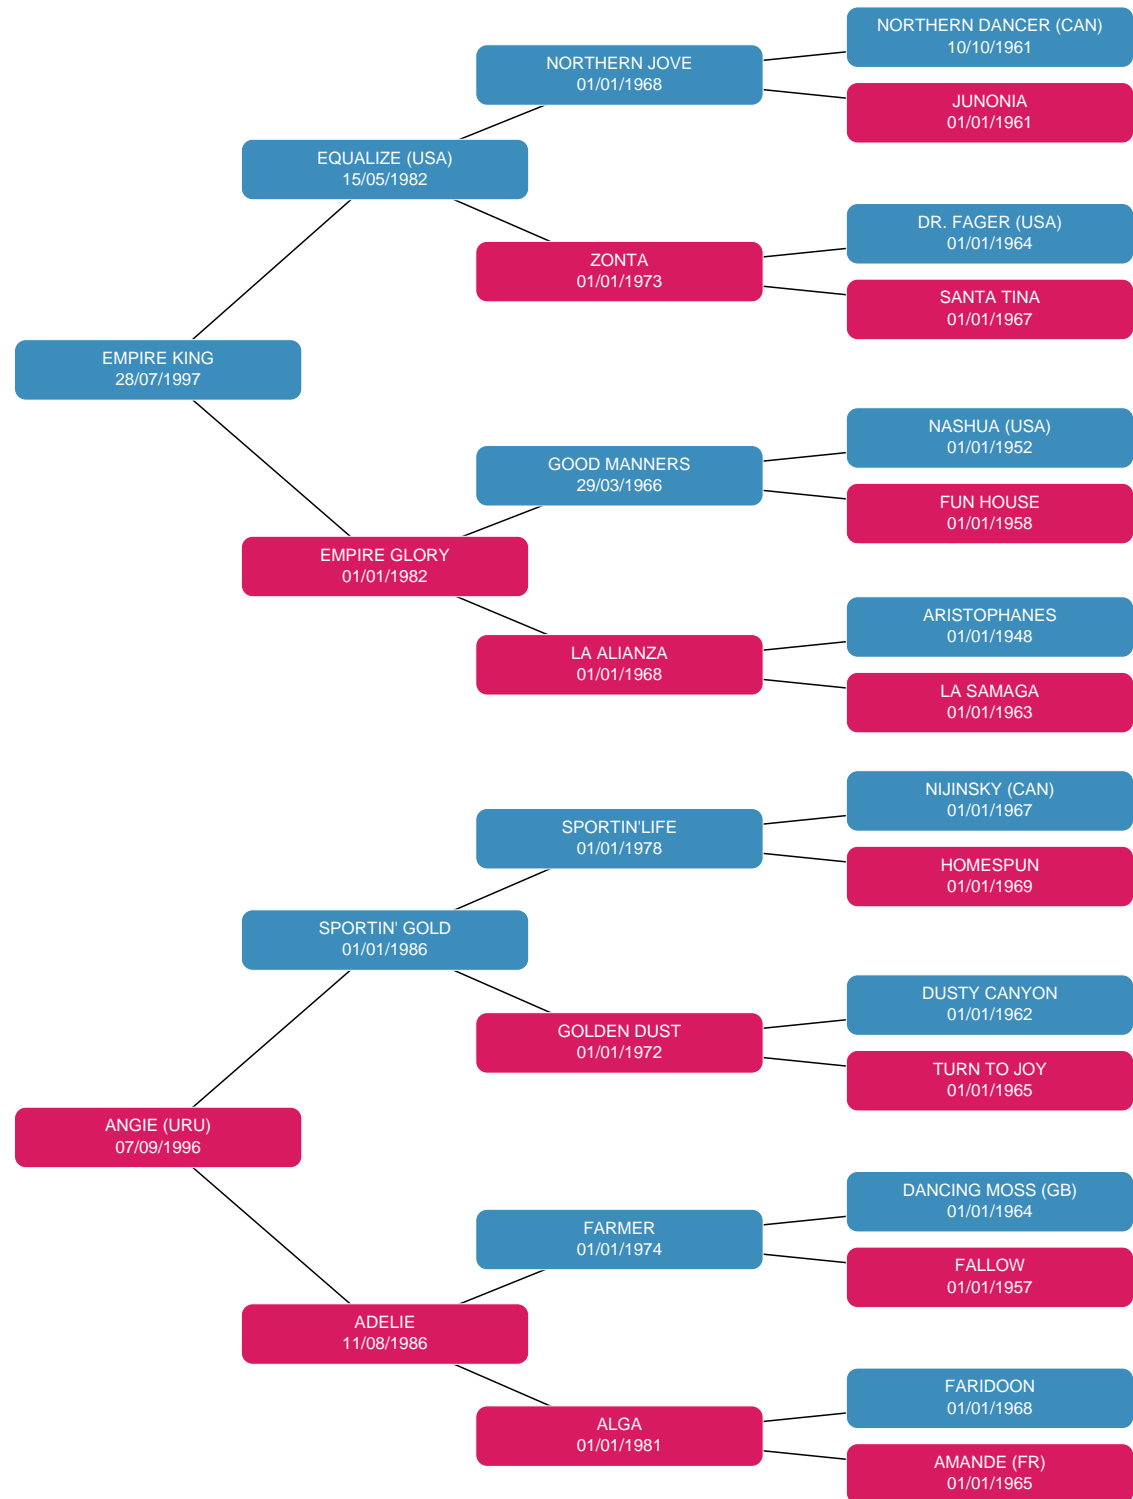 NORTHERN DANCER (CAN)
10/10/1961
NORTHERN JOVE
01/01/1968
JUNONIA
01/01/1961
EQUALIZE (USA)
15/05/1982
DR. FAGER (USA)
01/01/1964
ZONTA
01/01/1973
SANTA TINA
01/01/1967
EMPIRE KING
28/07/1997
NASHUA (USA)
01/01/1952
GOOD MANNERS
29/03/1966
FUN HOUSE
01/01/1958
EMPIRE GLORY
01/01/1982
ARISTOPHANES
01/01/1948
LA ALIANZA
01/01/1968
LA SAMAGA
01/01/1963
NIJINSKY (CAN)
01/01/1967
SPORTIN'LIFE
01/01/1978
HOMESPUN
01/01/1969
SPORTIN' GOLD
01/01/1986
DUSTY CANYON
01/01/1962
GOLDEN DUST
01/01/1972
TURN TO JOY
01/01/1965
ANGIE (URU)
07/09/1996
DANCING MOSS (GB)
01/01/1964
FARMER
01/01/1974
FALLOW
01/01/1957
ADELIE
11/08/1986
FARIDOON
01/01/1968
ALGA
01/01/1981
AMANDE (FR)
01/01/1965